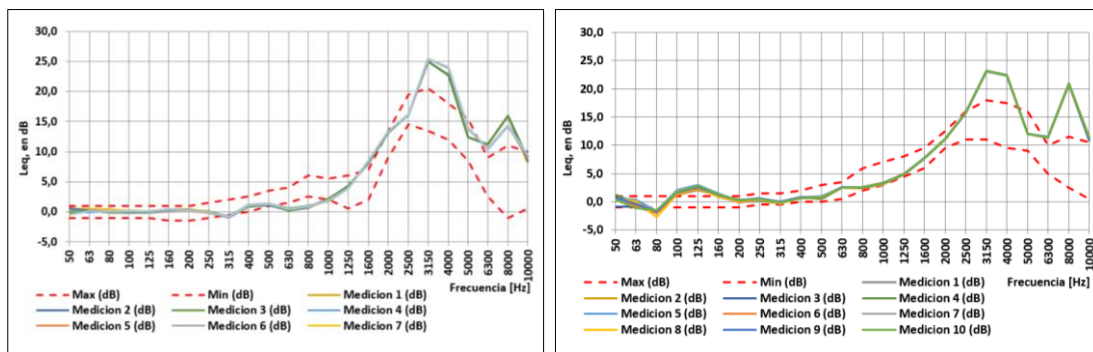 30,0
25,0
20,0
15,0
10,0
5,0
0,0
-5,0
Leq, en dB
50 63 80 100 125 160 200 250 315 400 500 630 800 1000 1250 1600 2000 2500 3150 4000 5000 6300 8000 10000
Frecuencia [Hz]
Max (dB) Min (dB) Medicion 1 (dB)
Medicion 2 (dB) Medicion 3 (dB) Medicion 4 (dB)
Medicion 5 (dB) Medicion 6 (dB) Medicion 7 (dB)
30,0
25,0
20,0
15,0
10,0
5,0
0,0
-5,0
Leq, en dB
50 63 80 100 125 160 200 250 315 400 500 630 800 1000 1250 1600 2000 2500 3150 4000 5000 6300 8000 10000
Frecuencia [Hz]
Max (dB) Min (dB) Medicion 1 (dB)
Medicion 2 (dB) Medicion 3 (dB) Medicion 4 (dB)
Medicion 5 (dB) Medicion 6 (dB) Medicion 7 (dB)
Medicion 8 (dB) Medicion 9 (dB) Medicion 10 (dB)